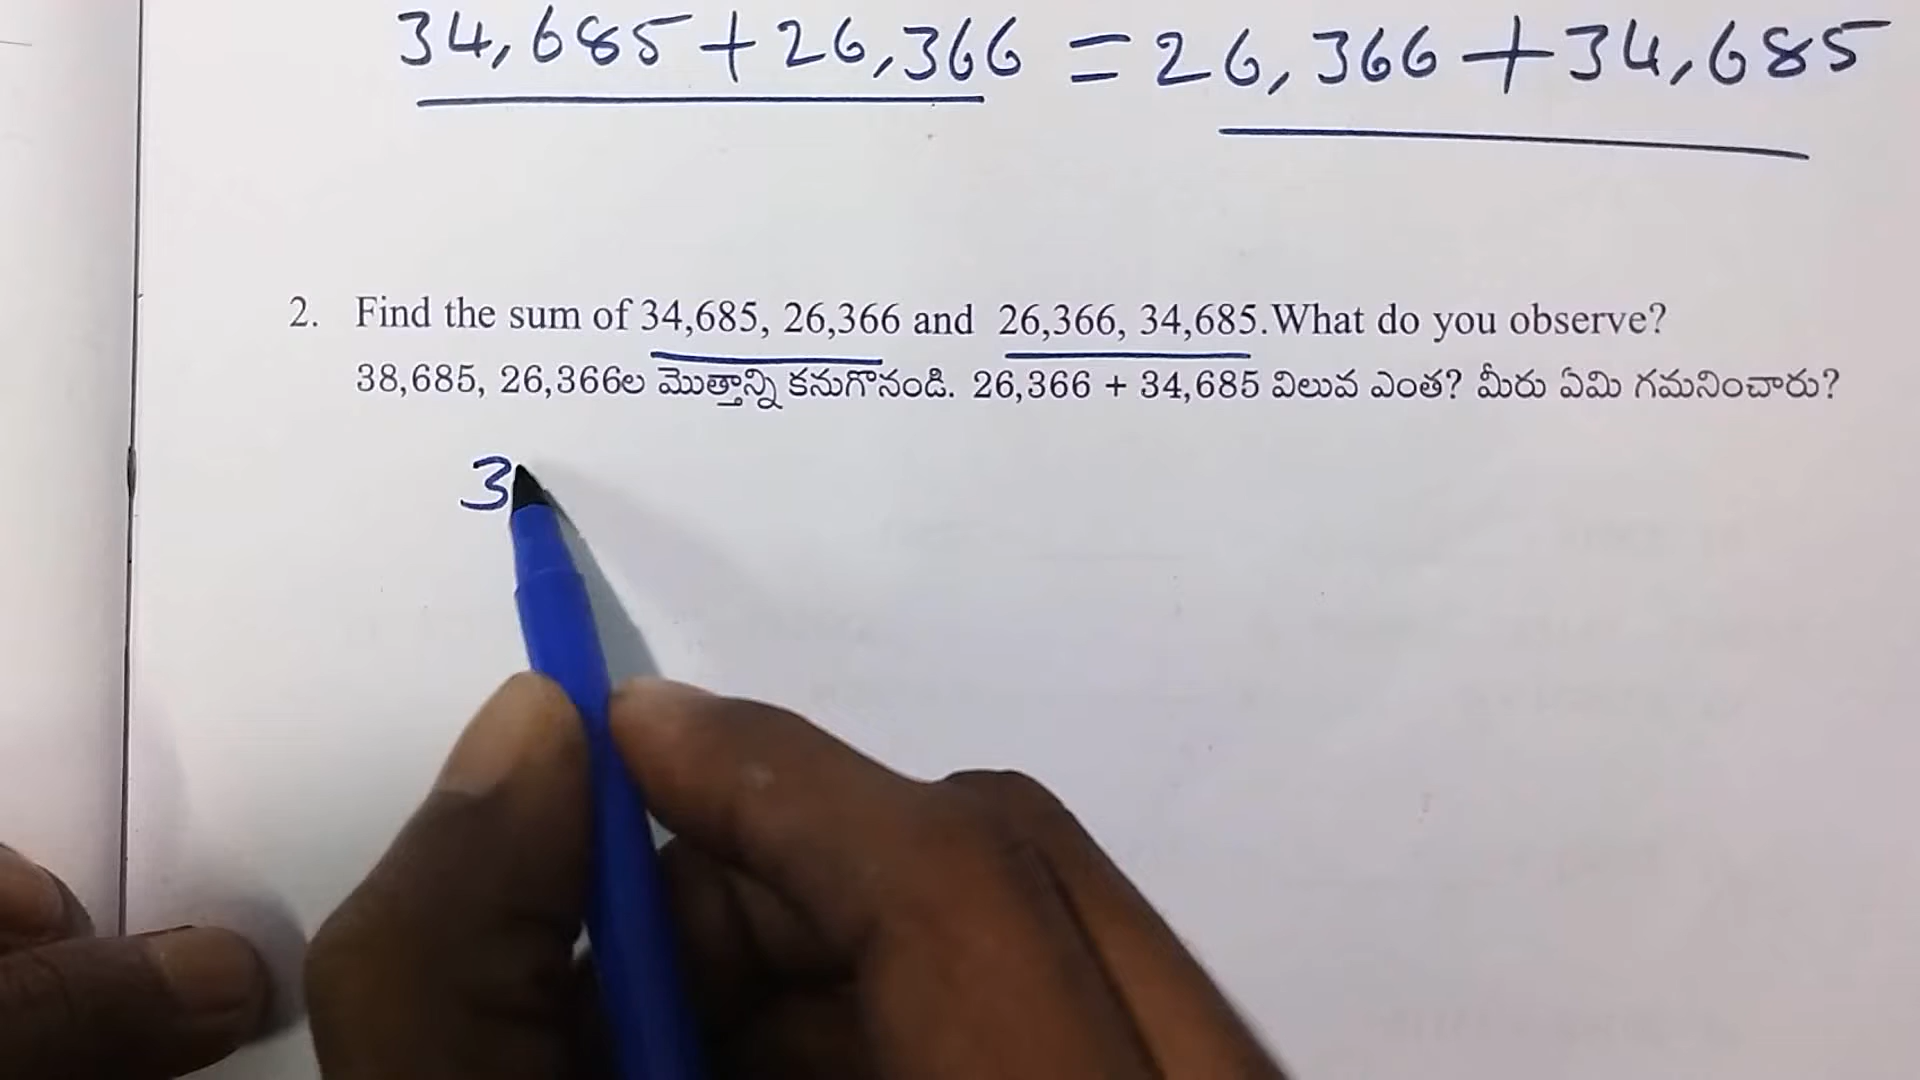 34,685 + 26,366 = 26,366 + 34,685
2. Find the sum of 34,685, 26,366 and 26,366, 34,685.What do you observe?
38,685, 26,366ల మొత్తాన్ని కనుగొనండి. 26,366 + 34,685 విలువ ఎంత? మీరు ఏమి గమనించారు?
3